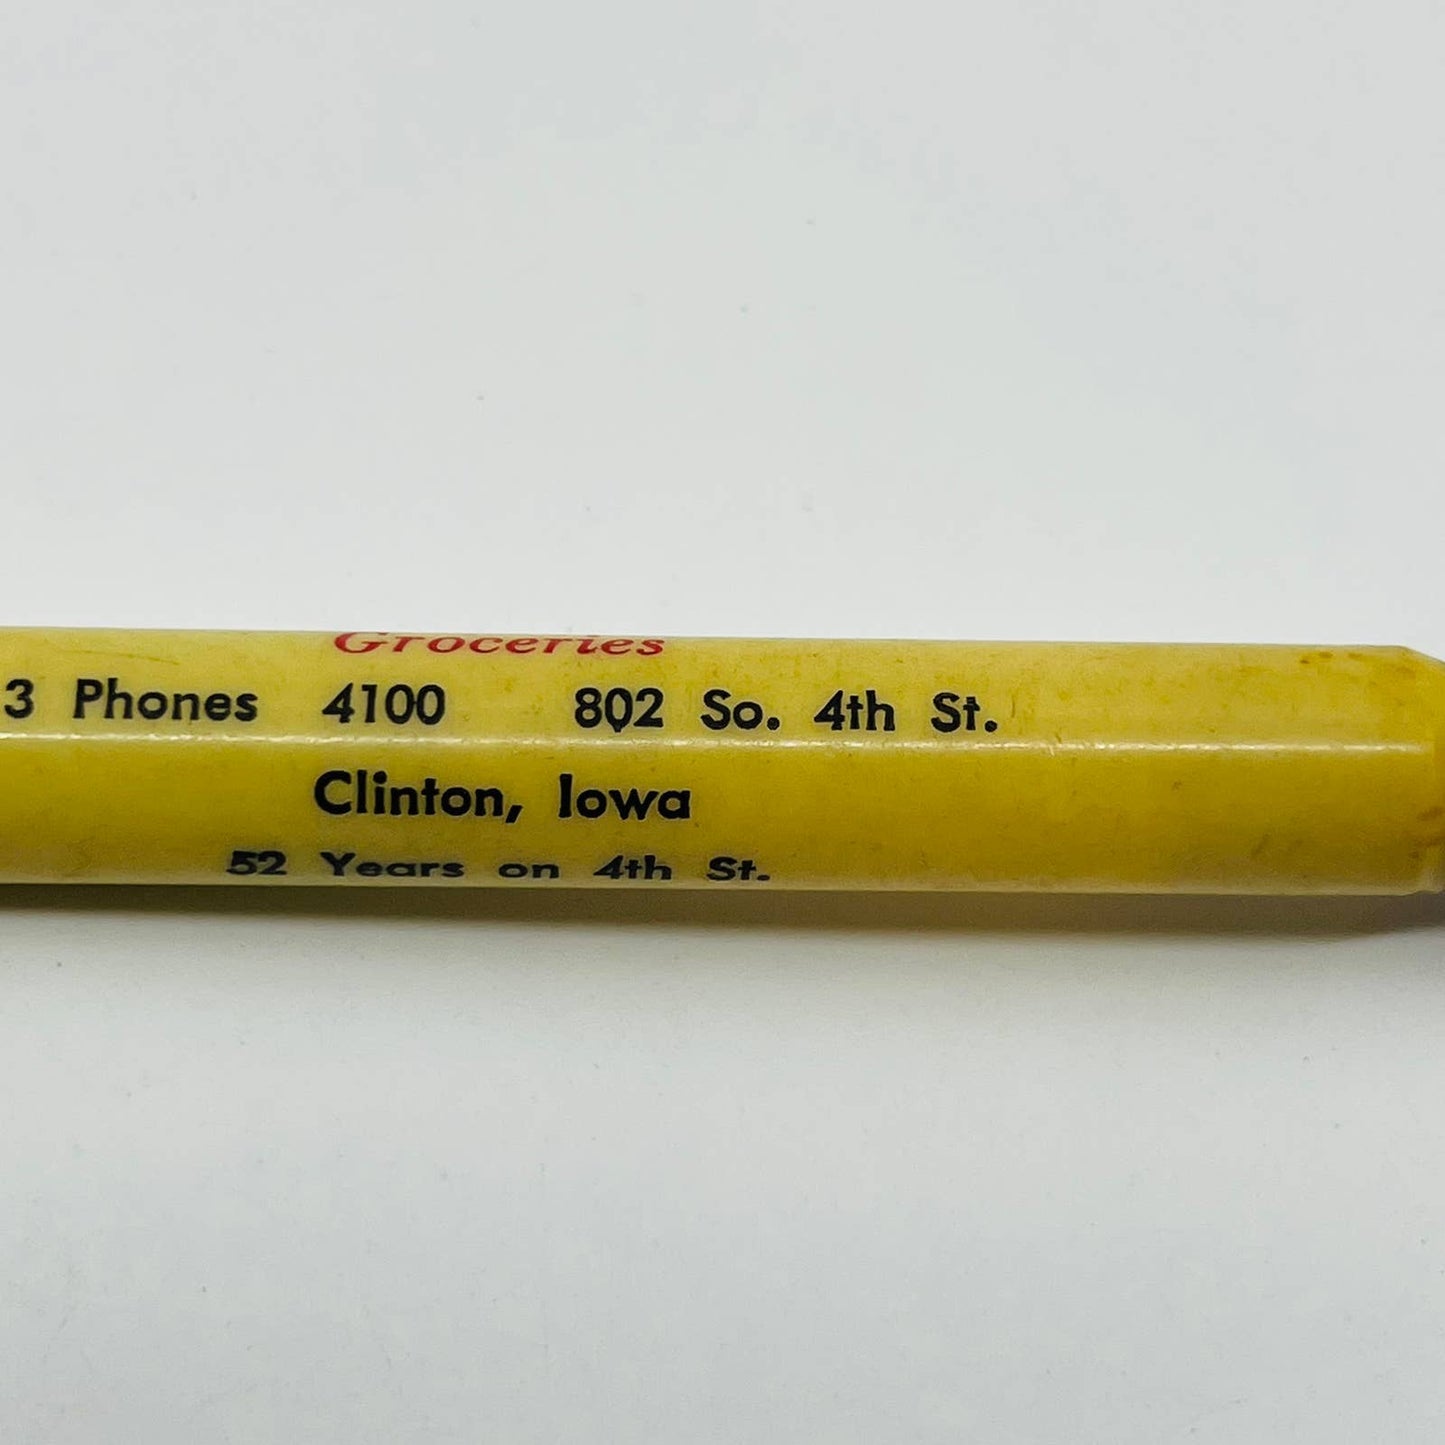 Groceries
3 Phones 4100 802 So. 4th St.
Clinton, Iowa
52 Years on 4th St.